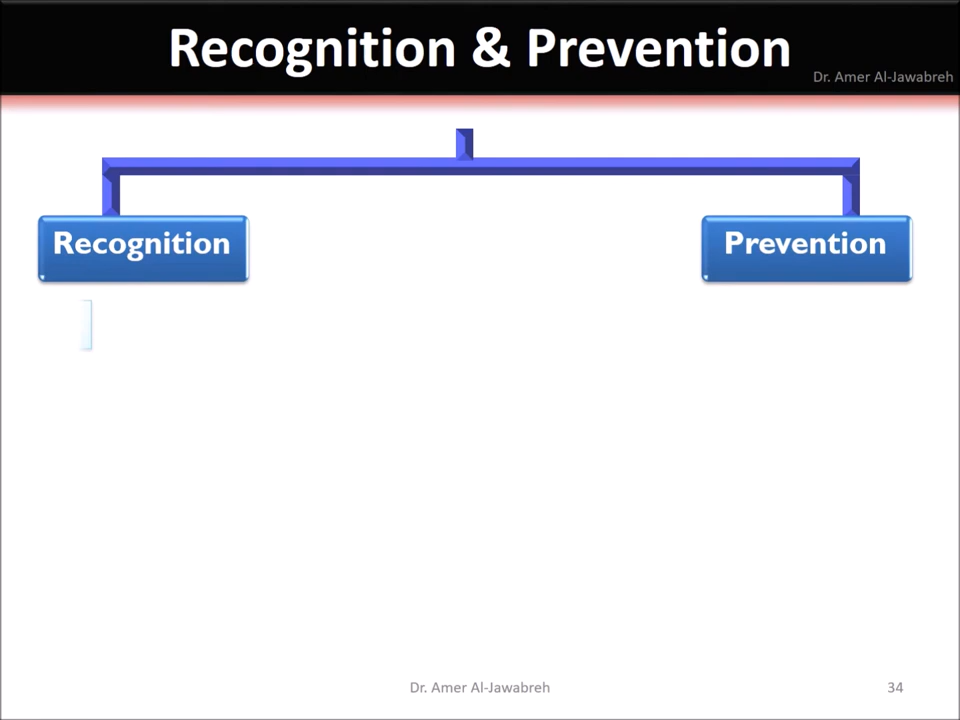 Recognition & Prevention
Dr. Amer Al-Jawabreh
Recognition
Prevention
Dr. Amer Al-Jawabreh
34